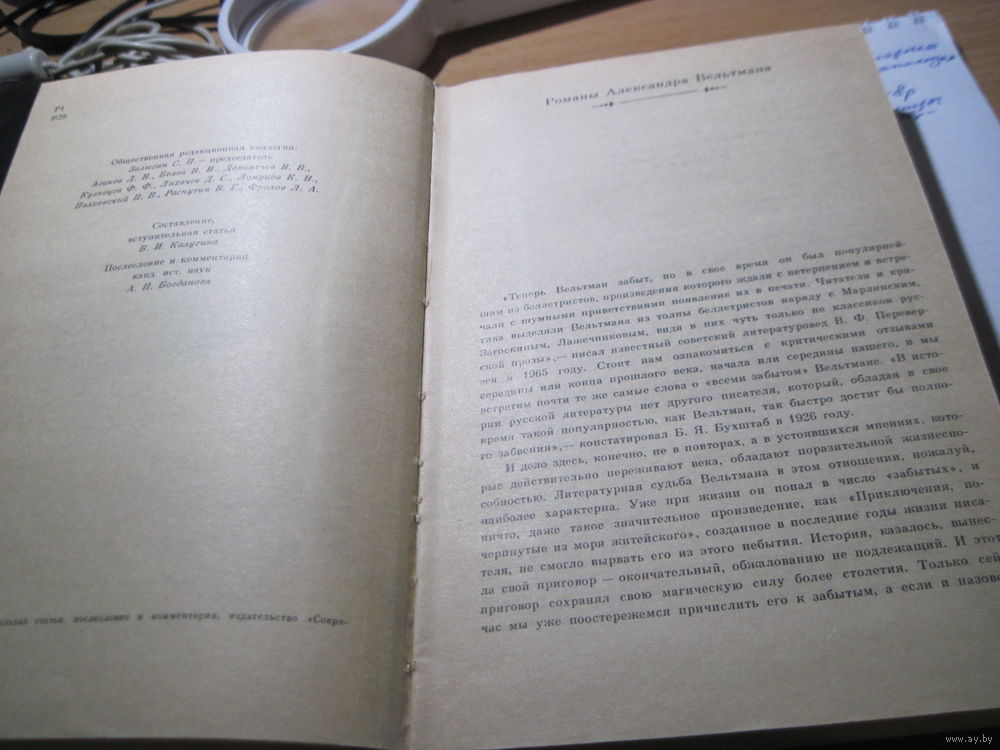 Р1
В28
Общественная редакционная коллегия:
Залыгин С. П.— председатель,
Асанов Л. Н., Белов В. И., Дементьев В. В.,
Кузнецов Ф. Ф., Лихачев Д. С., Ломунов К. Н.,
Палиевский П. В., Распутин В. Г., Фролов Л. А.
Составление,
вступительная статья
В. И. Калугина
Послесловие и комментарии
канд. ист. наук
А. П. Богданова
льная статья, послесловие и комментарии, издательство «Совре-
Романы Александра Вельтмана
«Теперь Вельтман забыт, но в свое время он был популярней-
шим из беллетристов, произведения которого ждали с нетерпением и встре-
чали с шумными приветствиями появление их в печати. Читатели и кри-
тика выделяли Вельтмана из толпы беллетристов наряду с Марлинским,
Загоскиным, Лажечниковым, видя в них чуть только не классиков рус-
ской прозы»,— писал известный советский литературовед В. Ф. Перевер-
зев в 1965 году. Стоит нам ознакомиться с критическими отзывами
середины или конца прошлого века, начала или середины нашего, и мы
встретим почти те же самые слова о «всеми забытом» Вельтмане. «В исто-
рии русской литературы нет другого писателя, который, обладая в свое
время такой популярностью, как Вельтман, так быстро достиг бы полно-
го забвения»,— констатировал Б. Я. Бухштаб в 1926 году.
И дело здесь, конечно, не в повторах, а в устоявшихся мнениях, кото-
рые действительно переживают века, обладают поразительной жизнеспо-
собностью. Литературная судьба Вельтмана в этом отношении, пожалуй,
наиболее характерна. Уже при жизни он попал в число «забытых», и
ничто, даже такое значительное произведение, как «Приключения, по-
черпнутые из моря житейского», созданное в последние годы жизни писа-
теля, не смогло вырвать его из этого небытия. История, казалось, вынес-
ла свой приговор — окончательный, обжалованию не подлежащий. И этот
приговор сохранял свою магическую силу более столетия. Только сей
час мы уже поостережемся причислить его к забытым, а если и назове
www.ay.by